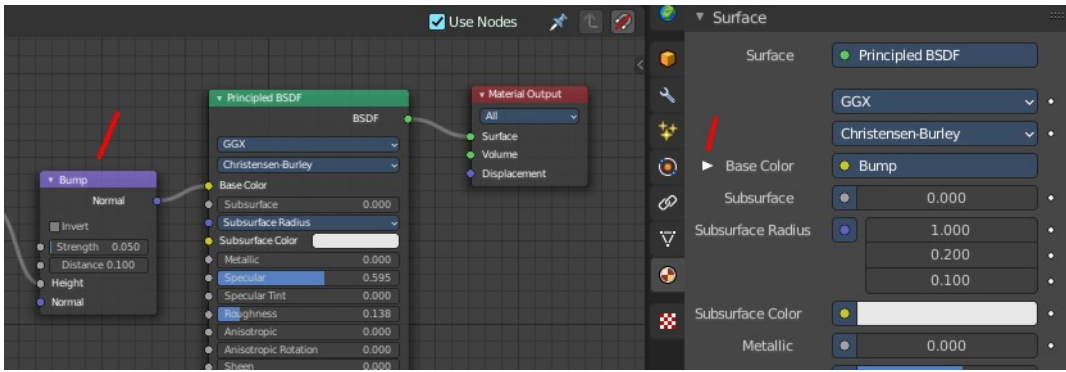 Use Nodes
Bump
Normal
Invert
Strength 0.050
Distance 0.100
Height
Normal
Principled BSDF
BSDF
GGX
Christensen-Burley
Base Color
Subsurface 0.000
Subsurface Radius
Subsurface Color
Metallic 0.000
Specular 0.595
Specular Tint 0.000
Roughness 0.138
Anisotropic 0.000
Anisotropic Rotation 0.000
Sheen 0.000
Material Output
All
Surface
Volume
Displacement
Surface
Surface Principled BSDF
GGX
Christensen-Burley
Base Color Bump
Subsurface 0.000
Subsurface Radius 1.000
0.200
0.100
Subsurface Color
Metallic 0.000